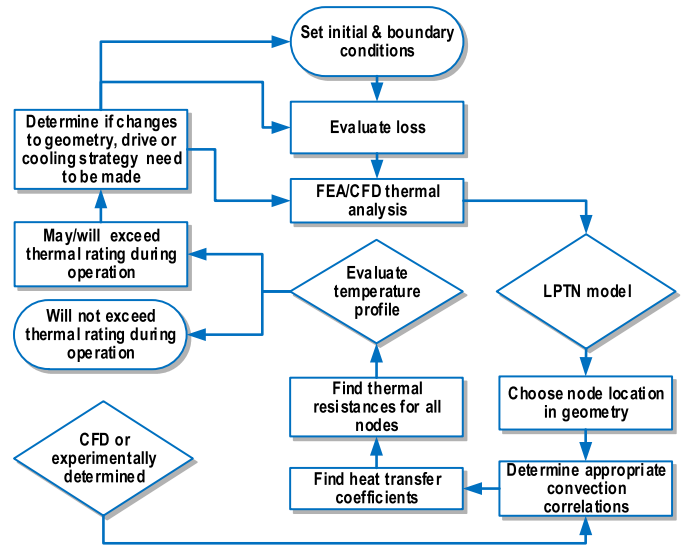 Set initial & boundary
conditions
Evaluate loss
FEA/CFD thermal
analysis
Determine if changes
to geometry, drive or
cooling strategy need
to be made
May/will exceed
thermal rating during
operation
Will not exceed
thermal rating during
operation
Evaluate
temperature
profile
LPTN model
Choose node location
in geometry
Find thermal
resistances for all
nodes
CFD or
experimentally
determined
Find heat transfer
coefficients
Determine appropriate
convection
correlations